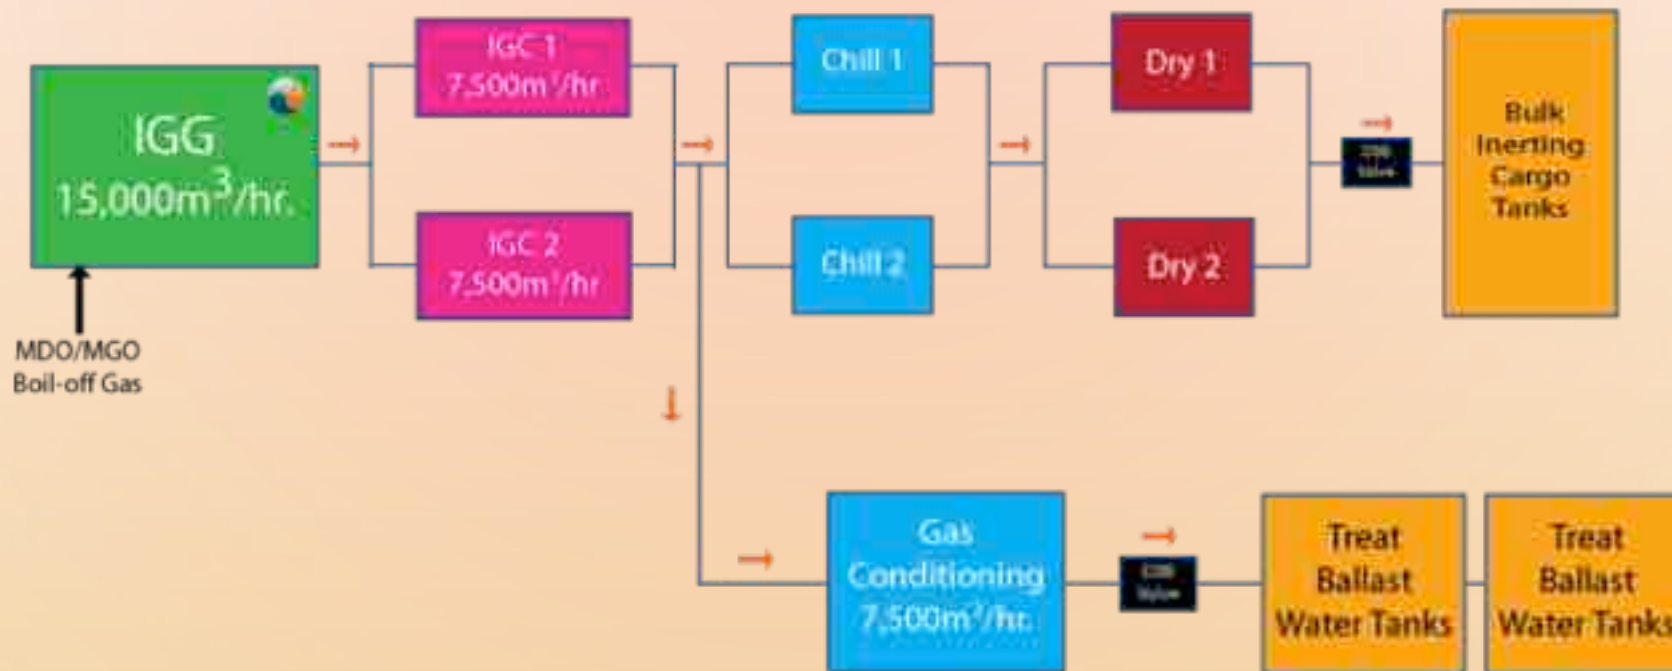 IGG
15,000m³/hr.
MDO/MGO
Boil-off Gas
IGC 1
7,500m³/hr
IGC 2
7,500m³/hr
Chill 1
Chill 2
Dry 1
Dry 2
Valve
Bulk
Inerting
Cargo
Tanks
Gas
Conditioning
7,500m³/hr.
Valve
Treat
Ballast
Water Tanks
Treat
Ballast
Water Tanks